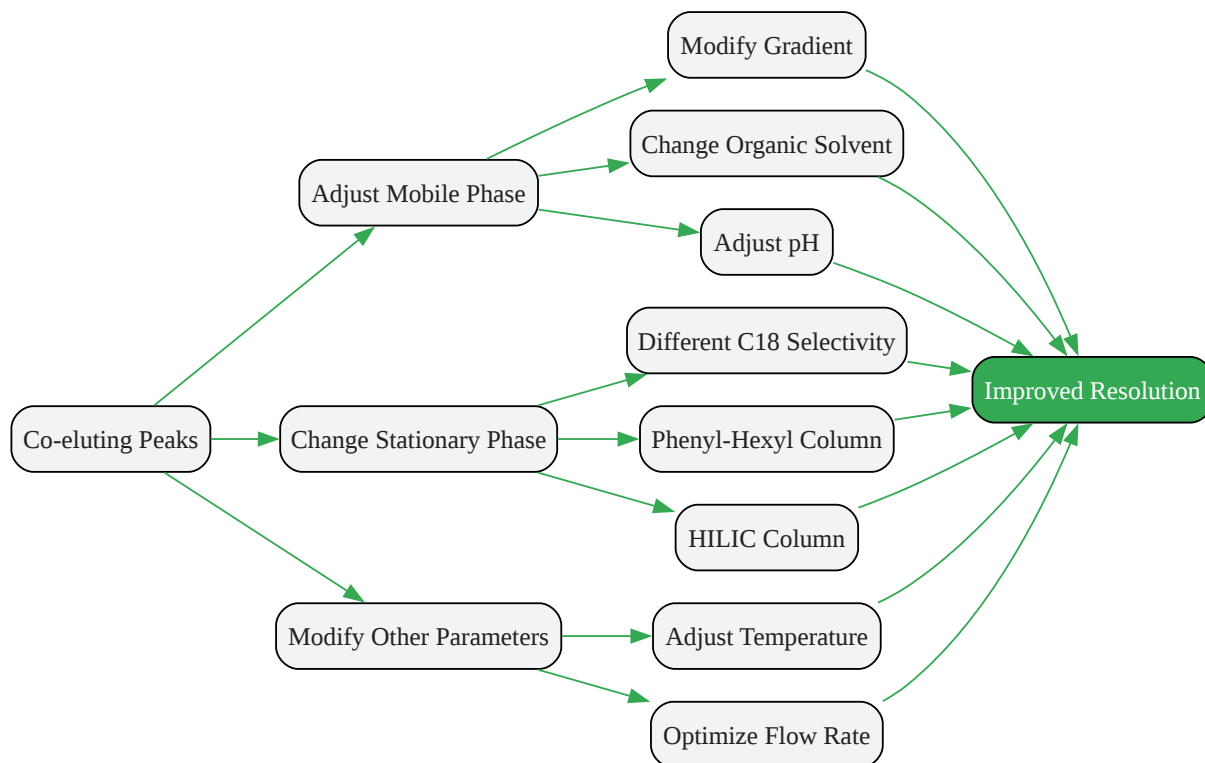 Modify Gradient
Change Organic Solvent
Adjust Mobile Phase
Adjust pH
Different C18 Selectivity
Improved Resolution
Co-eluting Peaks
Change Stationary Phase
Phenyl-Hexyl Column
HILIC Column
Modify Other Parameters
Adjust Temperature
Optimize Flow Rate